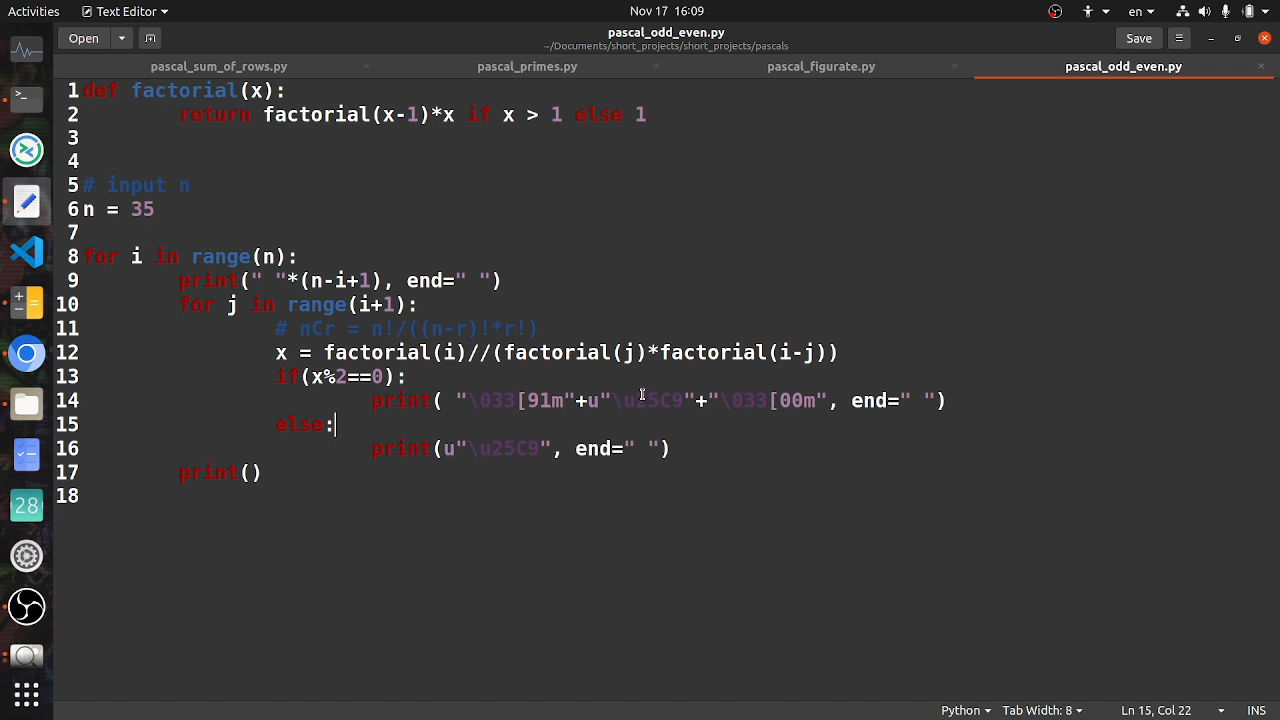 Activities Text Editor Nov 17 16:09 en
Open pascal_odd_even.py Save
~/Documents/short_projects/short_projects/pascals
pascal_sum_of_rows.py pascal_primes.py pascal_figurate.py pascal_odd_even.py
1 def factorial(x):
2 return factorial(x-1)*x if x > 1 else 1
3
4
5 # input n
6 n = 35
7
8 for i in range(n):
9 print(" "*(n-i+1), end=" ")
10 for j in range(i+1):
11 # nCr = n!/((n-r)!*r!)
12 x = factorial(i)//(factorial(j)*factorial(i-j))
13 if(x%2==0):
14 print( "\033[91m"+u"\u25C9"+"\033[00m", end=" ")
15 else:
16 print(u"\u25C9", end=" ")
17 print()
18
28
Python Tab Width: 8 Ln 15, Col 22 INS